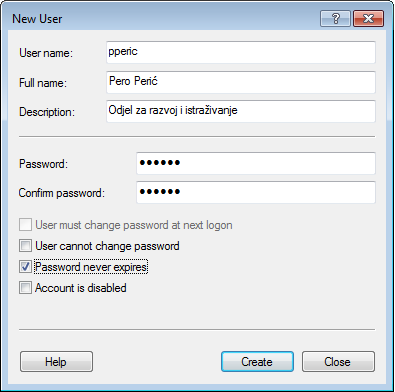 New User
User name: pperic
Full name: Pero Perić
Description: Odjel za razvoj i istraživanje
Password: ●●●●●●
Confirm password: ●●●●●●
User must change password at next logon
User cannot change password
Password never expires
Account is disabled
Help Create Close